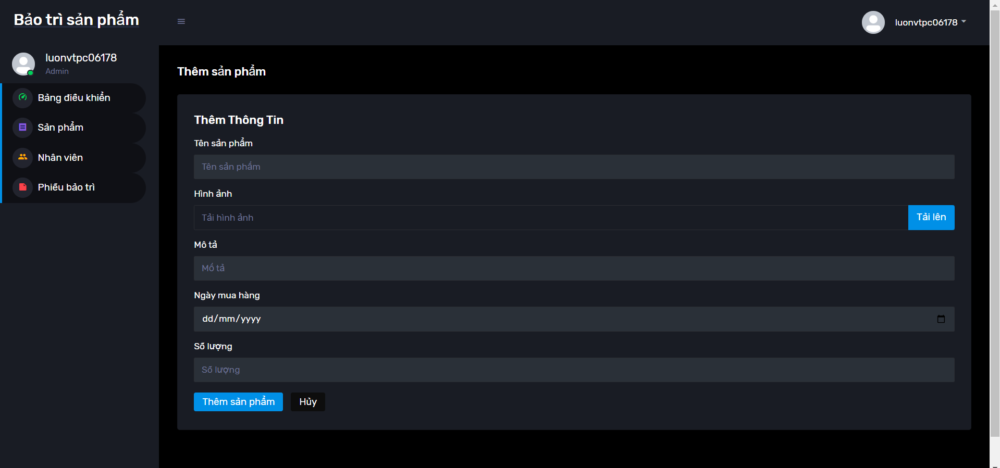 Bảo trì sản phẩm
luonvtpc06178
luonvtpc06178
Admin
Bảng điều khiển
Sản phẩm
Nhân viên
Phiếu bảo trì
Thêm sản phẩm
Thêm Thông Tin
Tên sản phẩm
Tên sản phẩm
Hình ảnh
Tải hình ảnh
Tải lên
Mô tả
Mố tả
Ngày mua hàng
dd/mm/yyyy
Số lượng
Số lượng
Thêm sản phẩm
Hủy